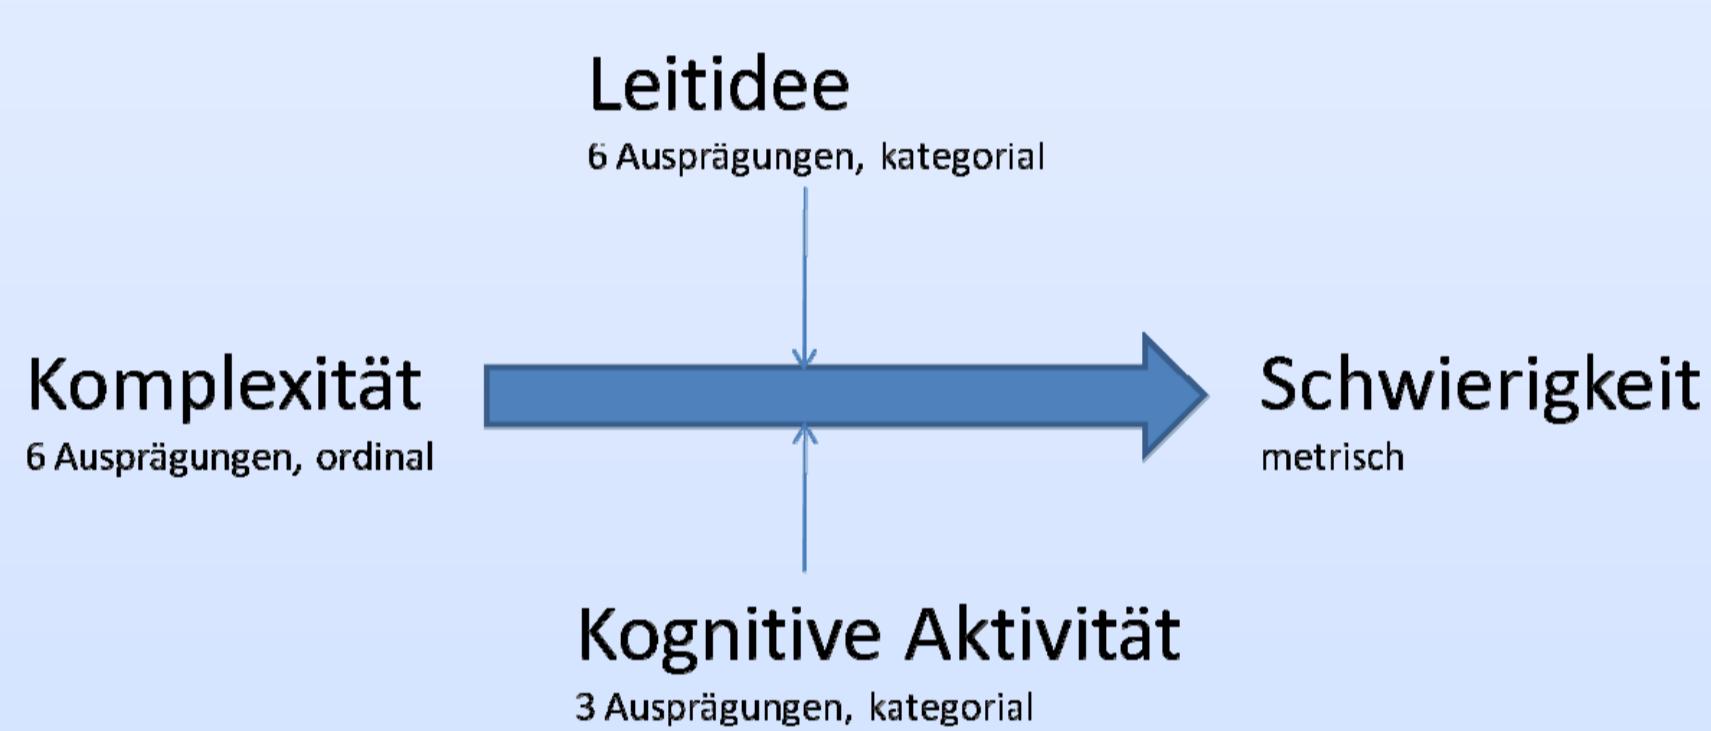 Leitidee
6 Ausprägungen, kategorial
Komplexität
6 Ausprägungen, ordinal
Schwierigkeit
metrisch
Kognitive Aktivität
3 Ausprägungen, kategorial